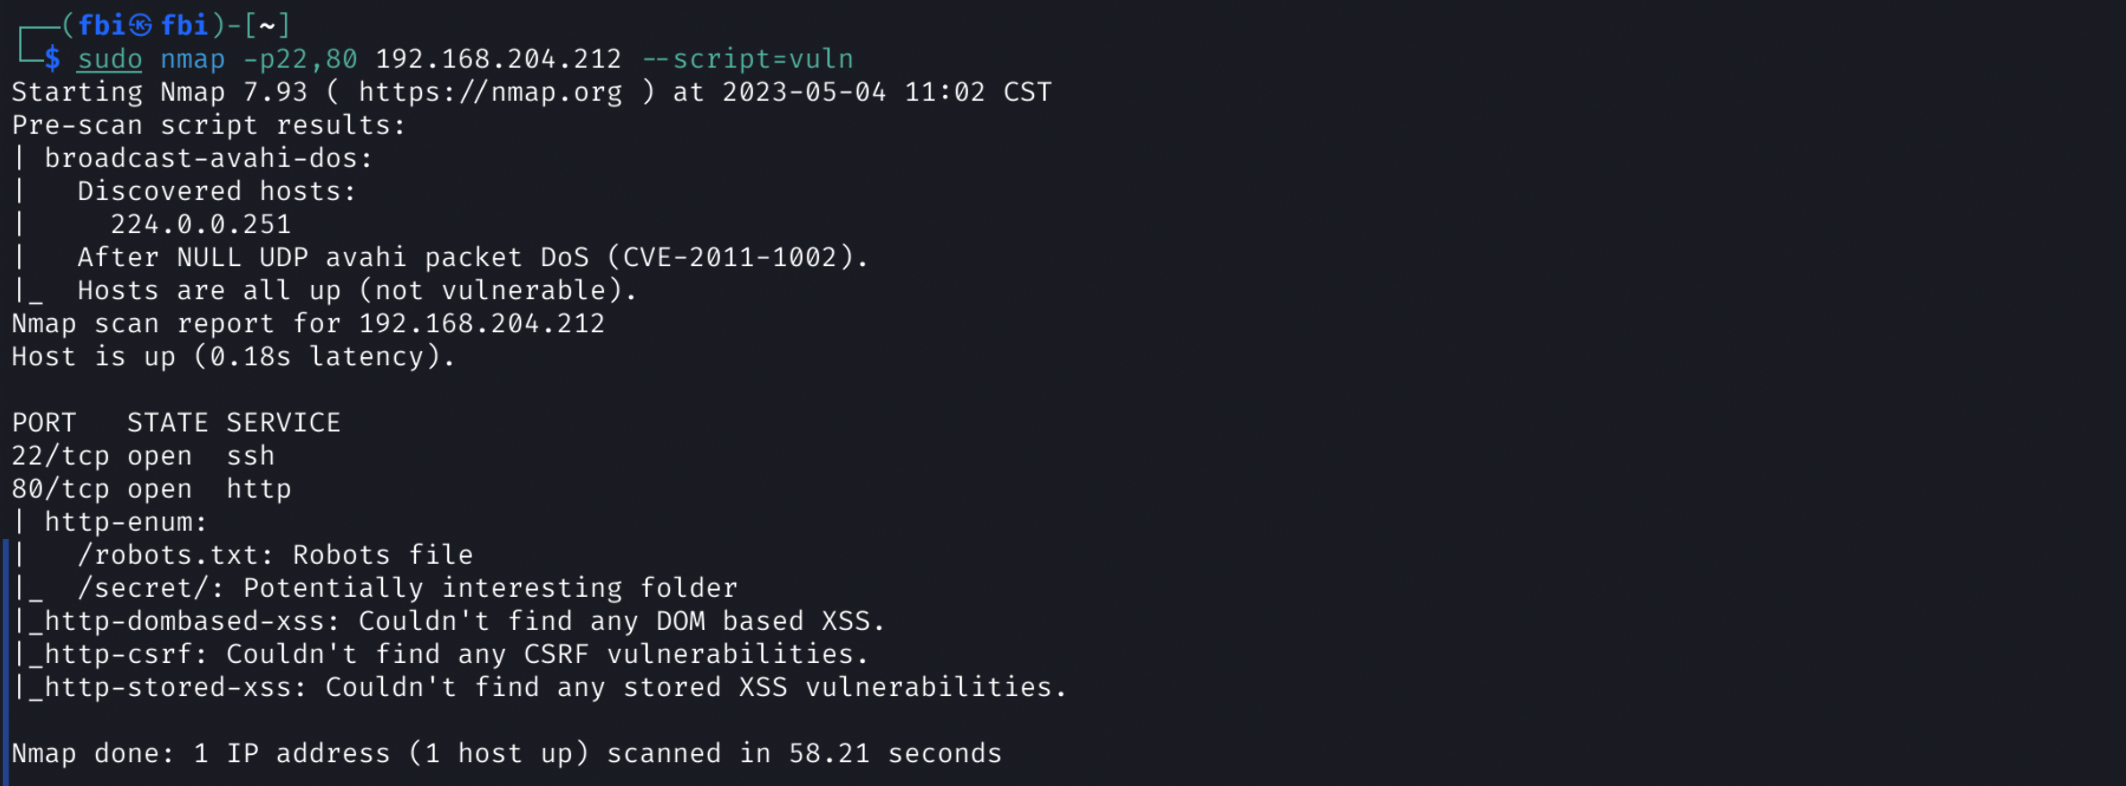 ┌──(fbi㉿fbi)-[~]
└─$ sudo nmap -p22,80 192.168.204.212 --script=vuln
Starting Nmap 7.93 ( https://nmap.org ) at 2023-05-04 11:02 CST
Pre-scan script results:
| broadcast-avahi-dos:
|   Discovered hosts:
|     224.0.0.251
|   After NULL UDP avahi packet DoS (CVE-2011-1002).
|_  Hosts are all up (not vulnerable).
Nmap scan report for 192.168.204.212
Host is up (0.18s latency).

PORT   STATE SERVICE
22/tcp open  ssh
80/tcp open  http
| http-enum:
|   /robots.txt: Robots file
|_  /secret/: Potentially interesting folder
|_http-dombased-xss: Couldn't find any DOM based XSS.
|_http-csrf: Couldn't find any CSRF vulnerabilities.
|_http-stored-xss: Couldn't find any stored XSS vulnerabilities.

Nmap done: 1 IP address (1 host up) scanned in 58.21 seconds